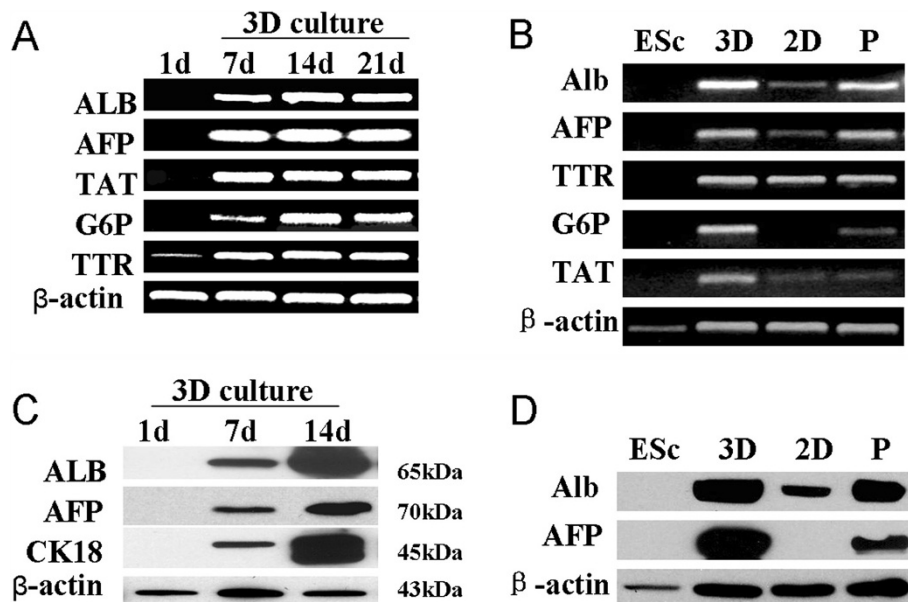 A
3D culture
1d 7d 14d 21d
ALB
AFP
TAT
G6P
TTR
β-actin
B
ESc 3D 2D P
Alb
AFP
TTR
G6P
TAT
β-actin
C
3D culture
1d 7d 14d
ALB 65kDa
AFP 70kDa
CK18 45kDa
β-actin 43kDa
D
ESc 3D 2D P
Alb
AFP
β-actin